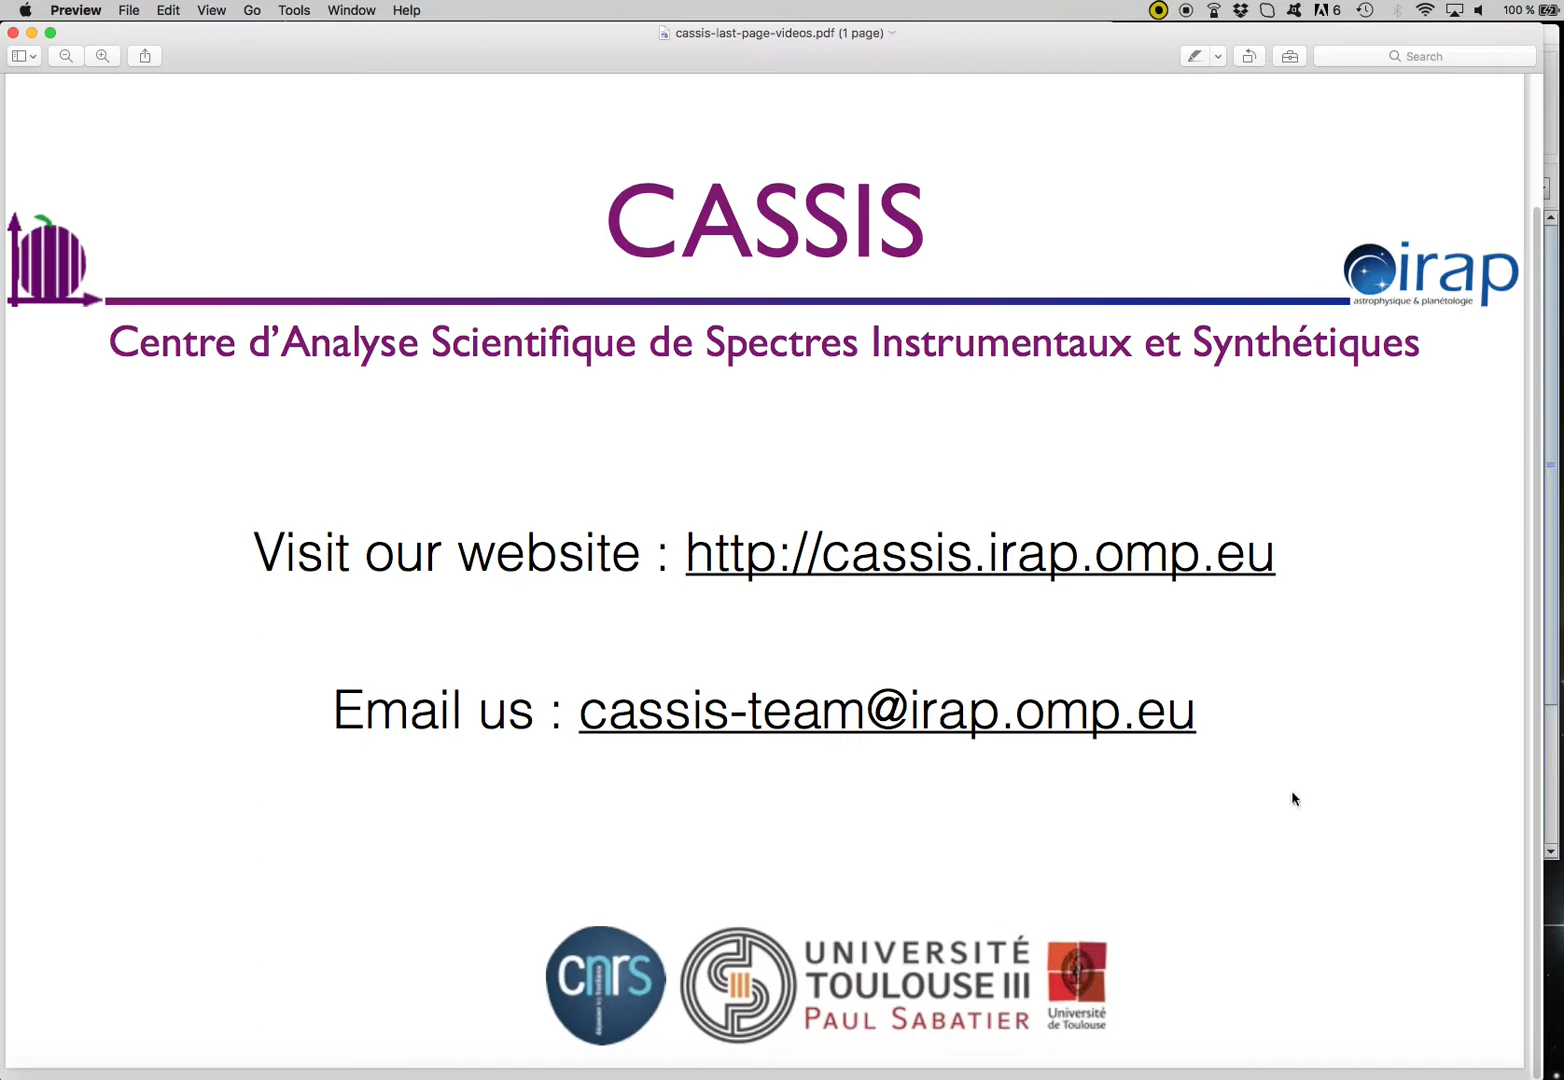 Preview File Edit View Go Tools Window Help 6 100 %
cassis-last-page-videos.pdf (1 page)
Search
CASSIS
irap
astrophysique & planétologie
Centre d’Analyse Scientifique de Spectres Instrumentaux et Synthétiques
Visit our website : http://cassis.irap.omp.eu
Email us : cassis-team@irap.omp.eu
cnrs
UNIVERSITÉ
TOULOUSE III
PAUL SABATIER
Université
de Toulouse